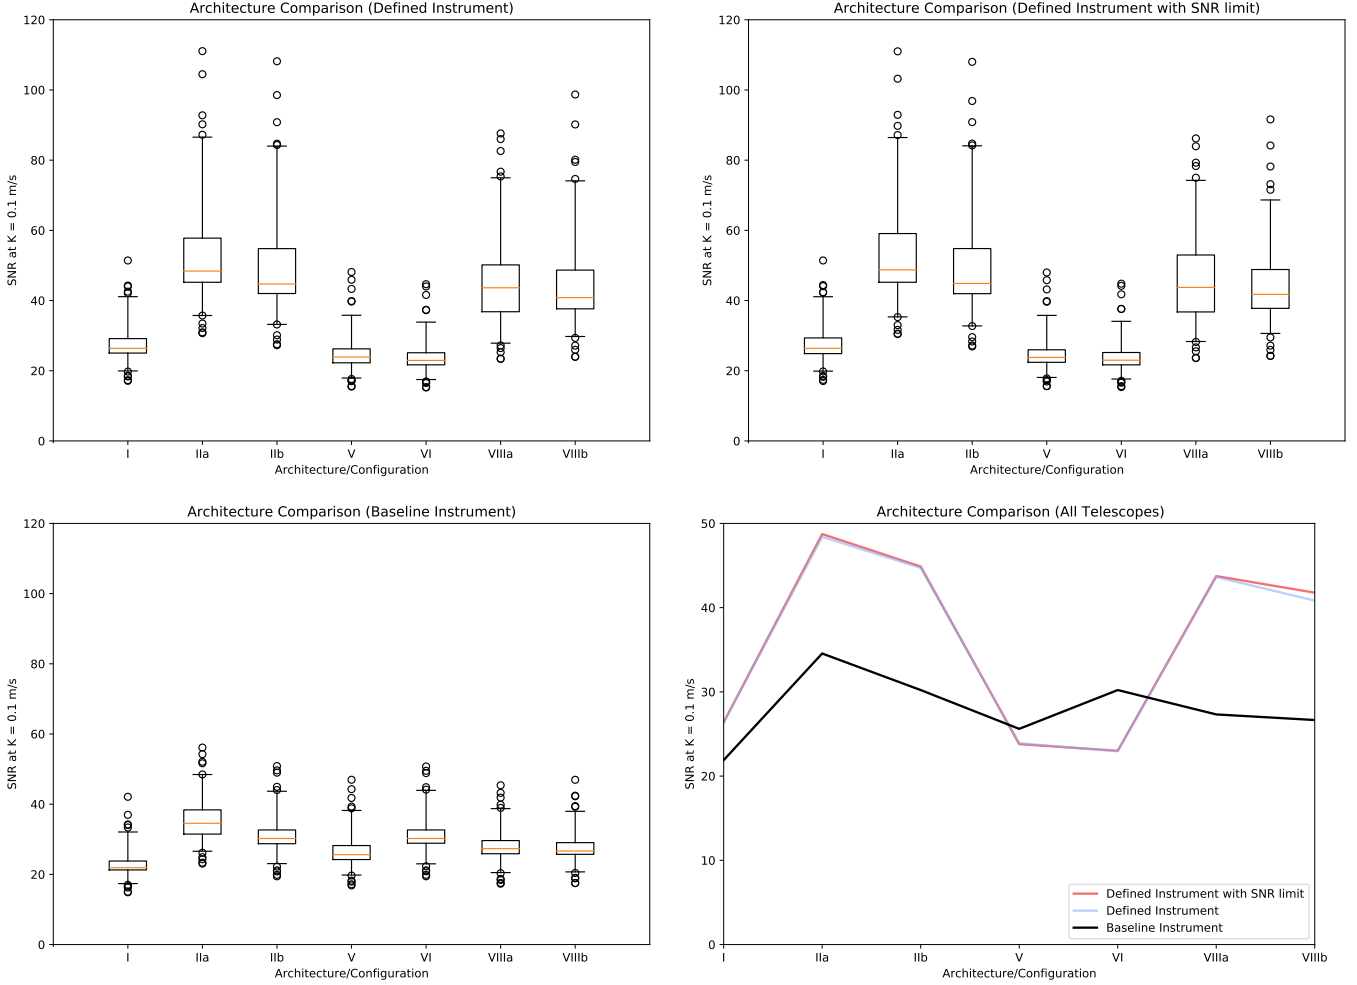 Architecture Comparison (Defined Instrument)
120
100
80
60
40
20
0
SNR at K = 0.1 m/s
I IIa IIb V VI VIIIa VIIIb
Architecture/Configuration
Architecture Comparison (Defined Instrument with SNR limit)
120
100
80
60
40
20
0
SNR at K = 0.1 m/s
I IIa IIb V VI VIIIa VIIIb
Architecture/Configuration
Architecture Comparison (Baseline Instrument)
120
100
80
60
40
20
0
SNR at K = 0.1 m/s
I IIa IIb V VI VIIIa VIIIb
Architecture/Configuration
Architecture Comparison (All Telescopes)
50
40
30
20
10
0
SNR at K = 0.1 m/s
Defined Instrument with SNR limit
Defined Instrument
Baseline Instrument
I IIa IIb V VI VIIIa VIIIb
Architecture/Configuration